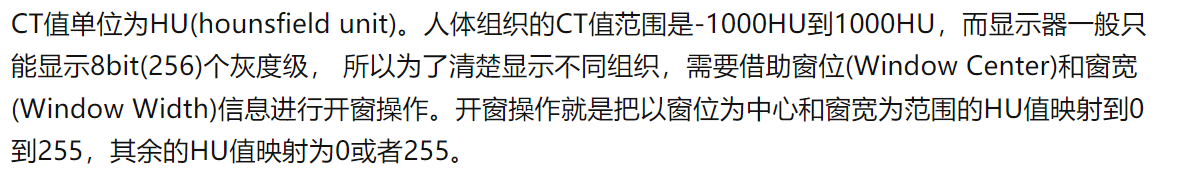 CT值单位为HU(hounsfield unit)。人体组织的CT值范围是-1000HU到1000HU，而显示器一般只
能显示8bit(256)个灰度级， 所以为了清楚显示不同组织，需要借助窗位(Window Center)和窗宽
(Window Width)信息进行开窗操作。开窗操作就是把以窗位为中心和窗宽为范围的HU值映射到0
到255，其余的HU值映射为0或者255。